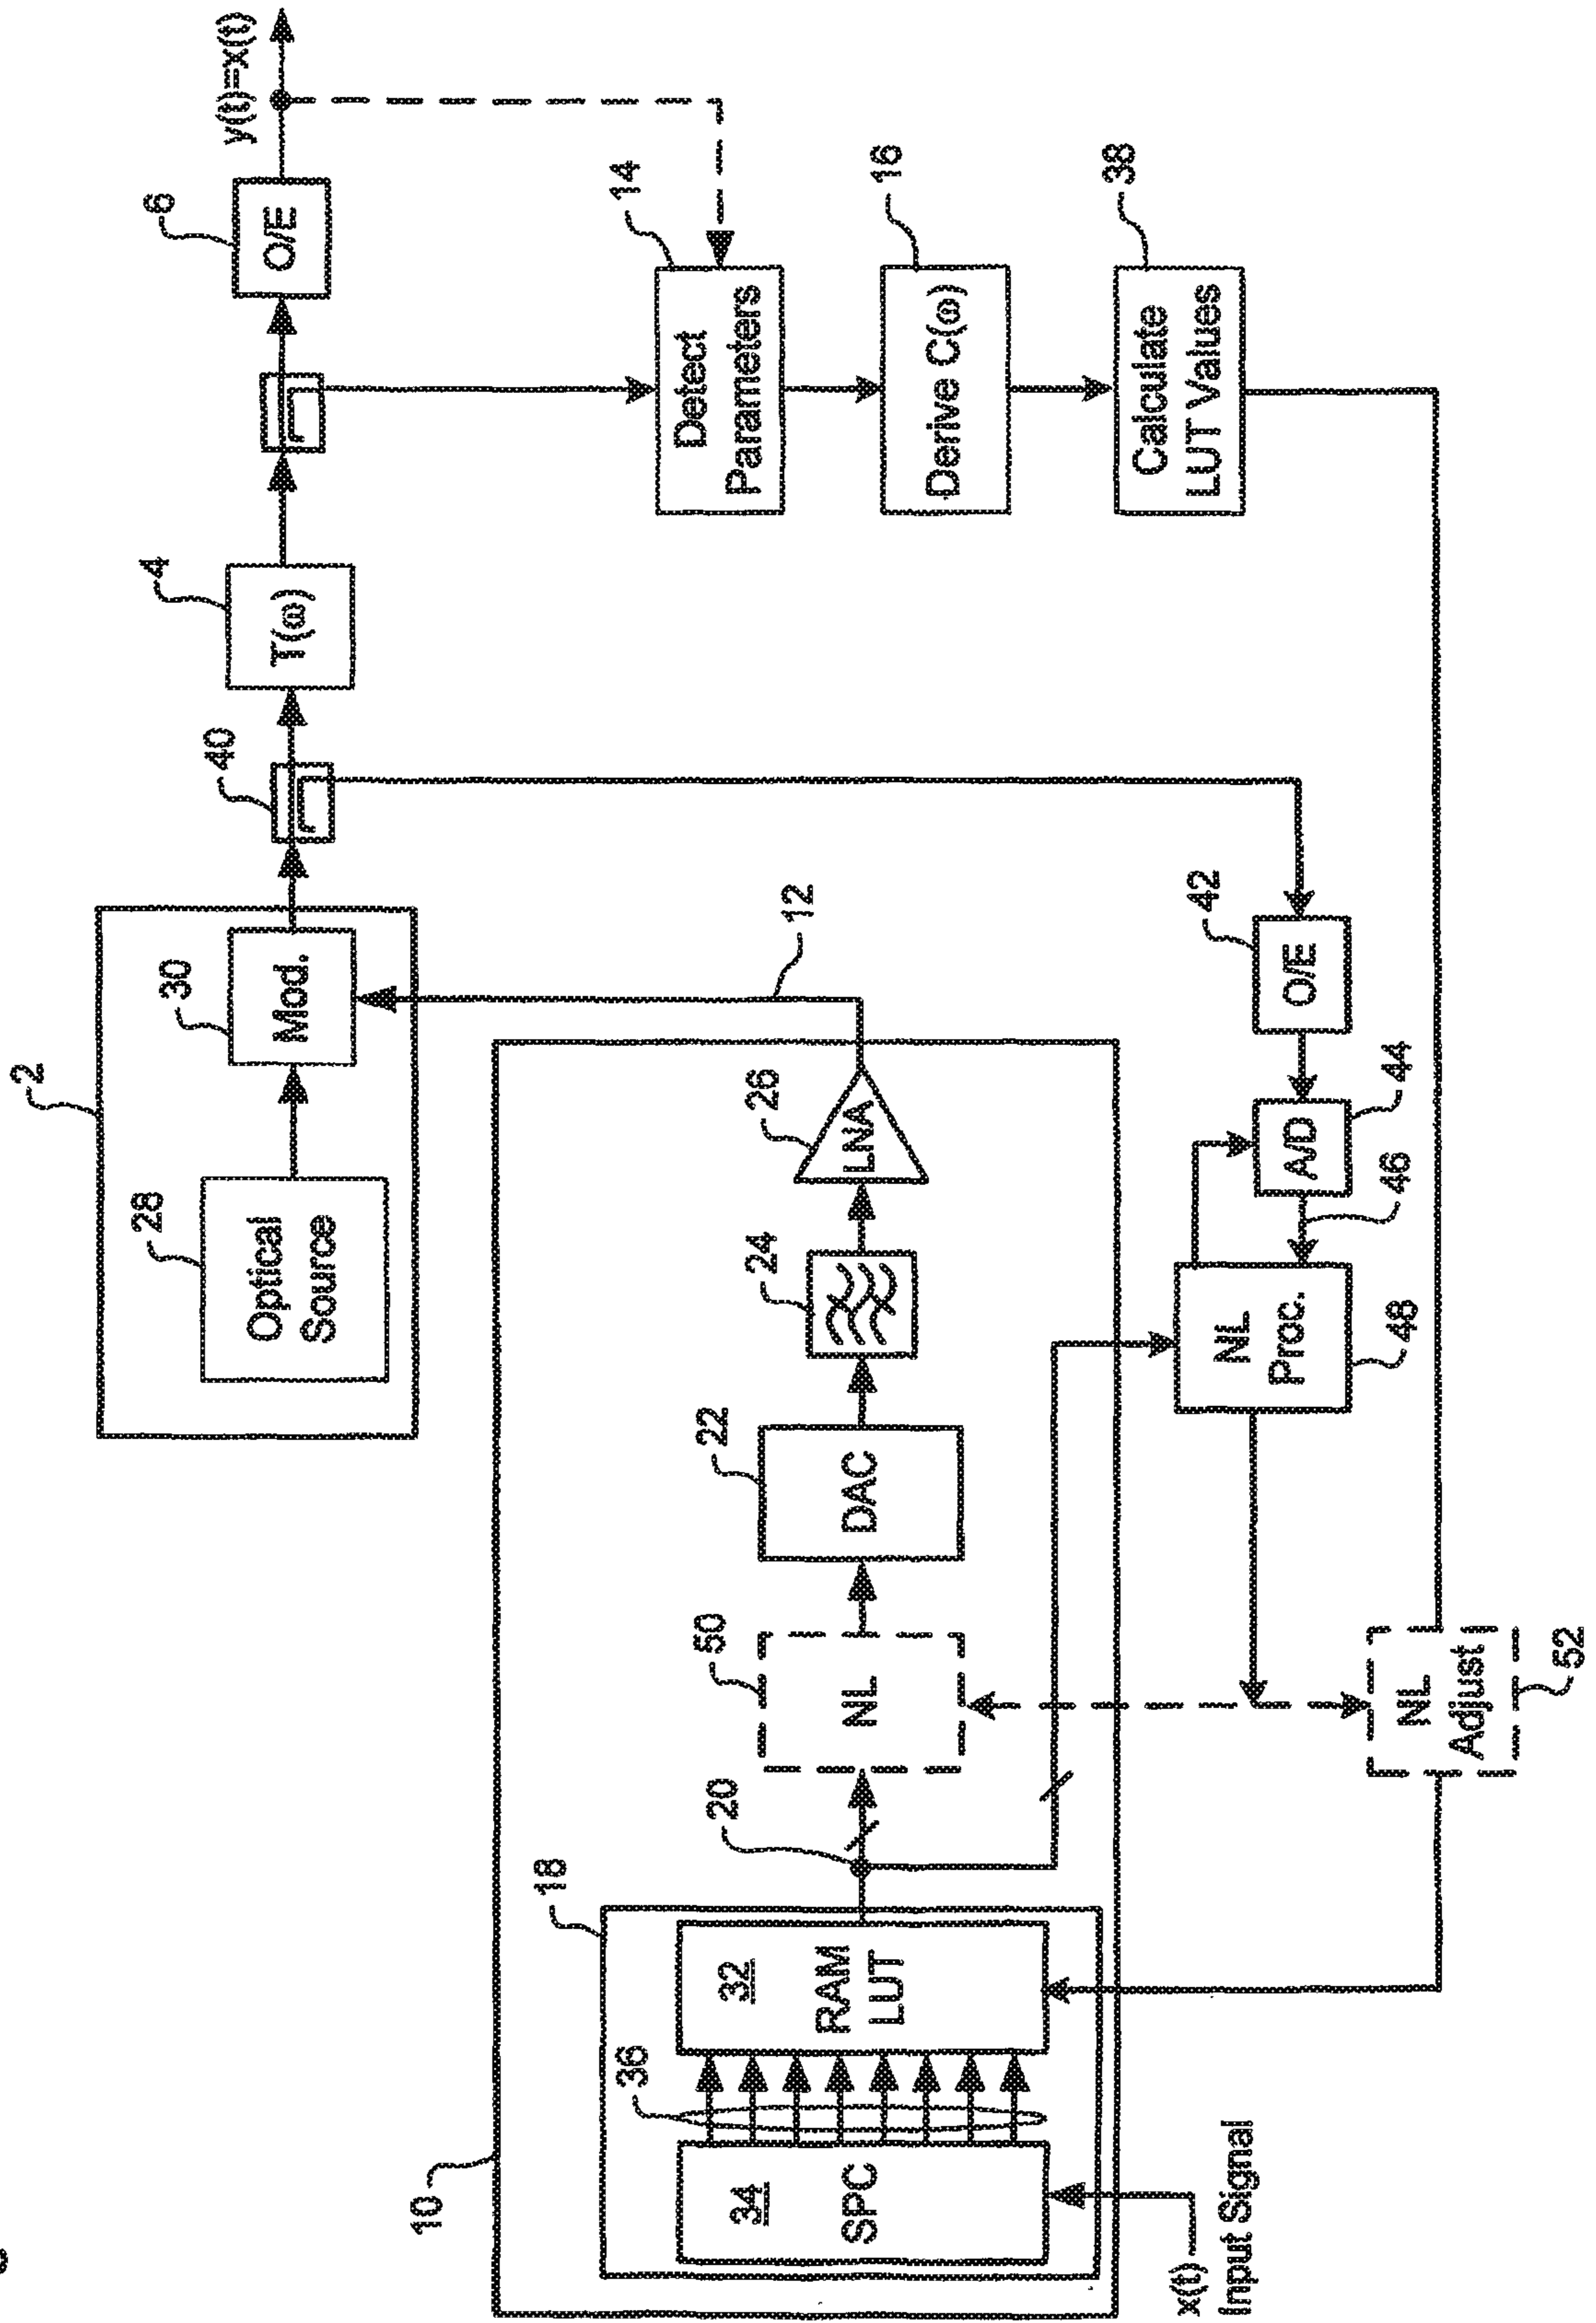 2
28
Optical
Source
30
Mod.
40
4
T(ω)
6
O/E
y(t)=x(t)
10
18
34
SPC
36
32
RAM
LUT
20
50
NL
22
DAC
24
26
LNA
12
14
Detect
Parameters
16
Derive C(ω)
38
Calculate
LUT Values
42
O/E
A/D
44
46
NL
Proc.
48
NL
Adjust
52
x(t)
Input Signal